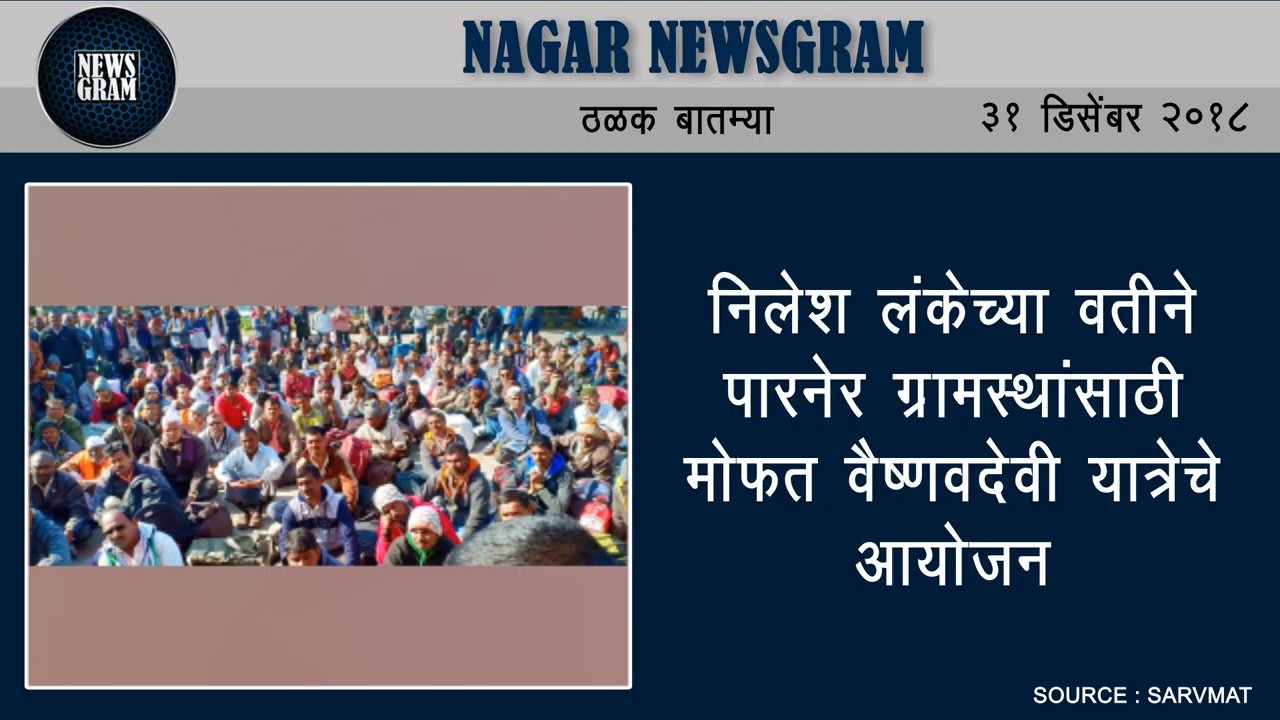 NEWS
GRAM
NAGAR NEWSGRAM
ठळक बातम्या
३१ डिसेंबर २०१८
निलेश लंकेच्या वतीने
पारनेर ग्रामस्थांसाठी
मोफत वैष्णवदेवी यात्रेचे
आयोजन
SOURCE : SARVMAT